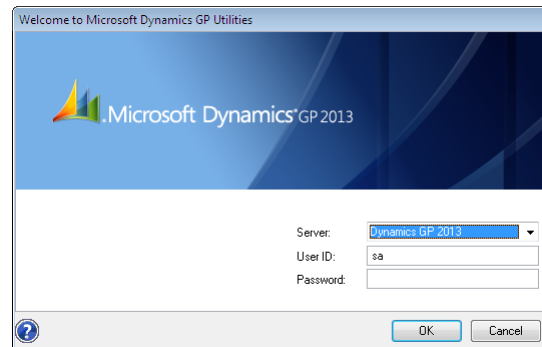 Welcome to Microsoft Dynamics GP Utilities
Microsoft Dynamics® GP 2013
Server: Dynamics GP 2013
User ID: sa
Password:
? OK Cancel